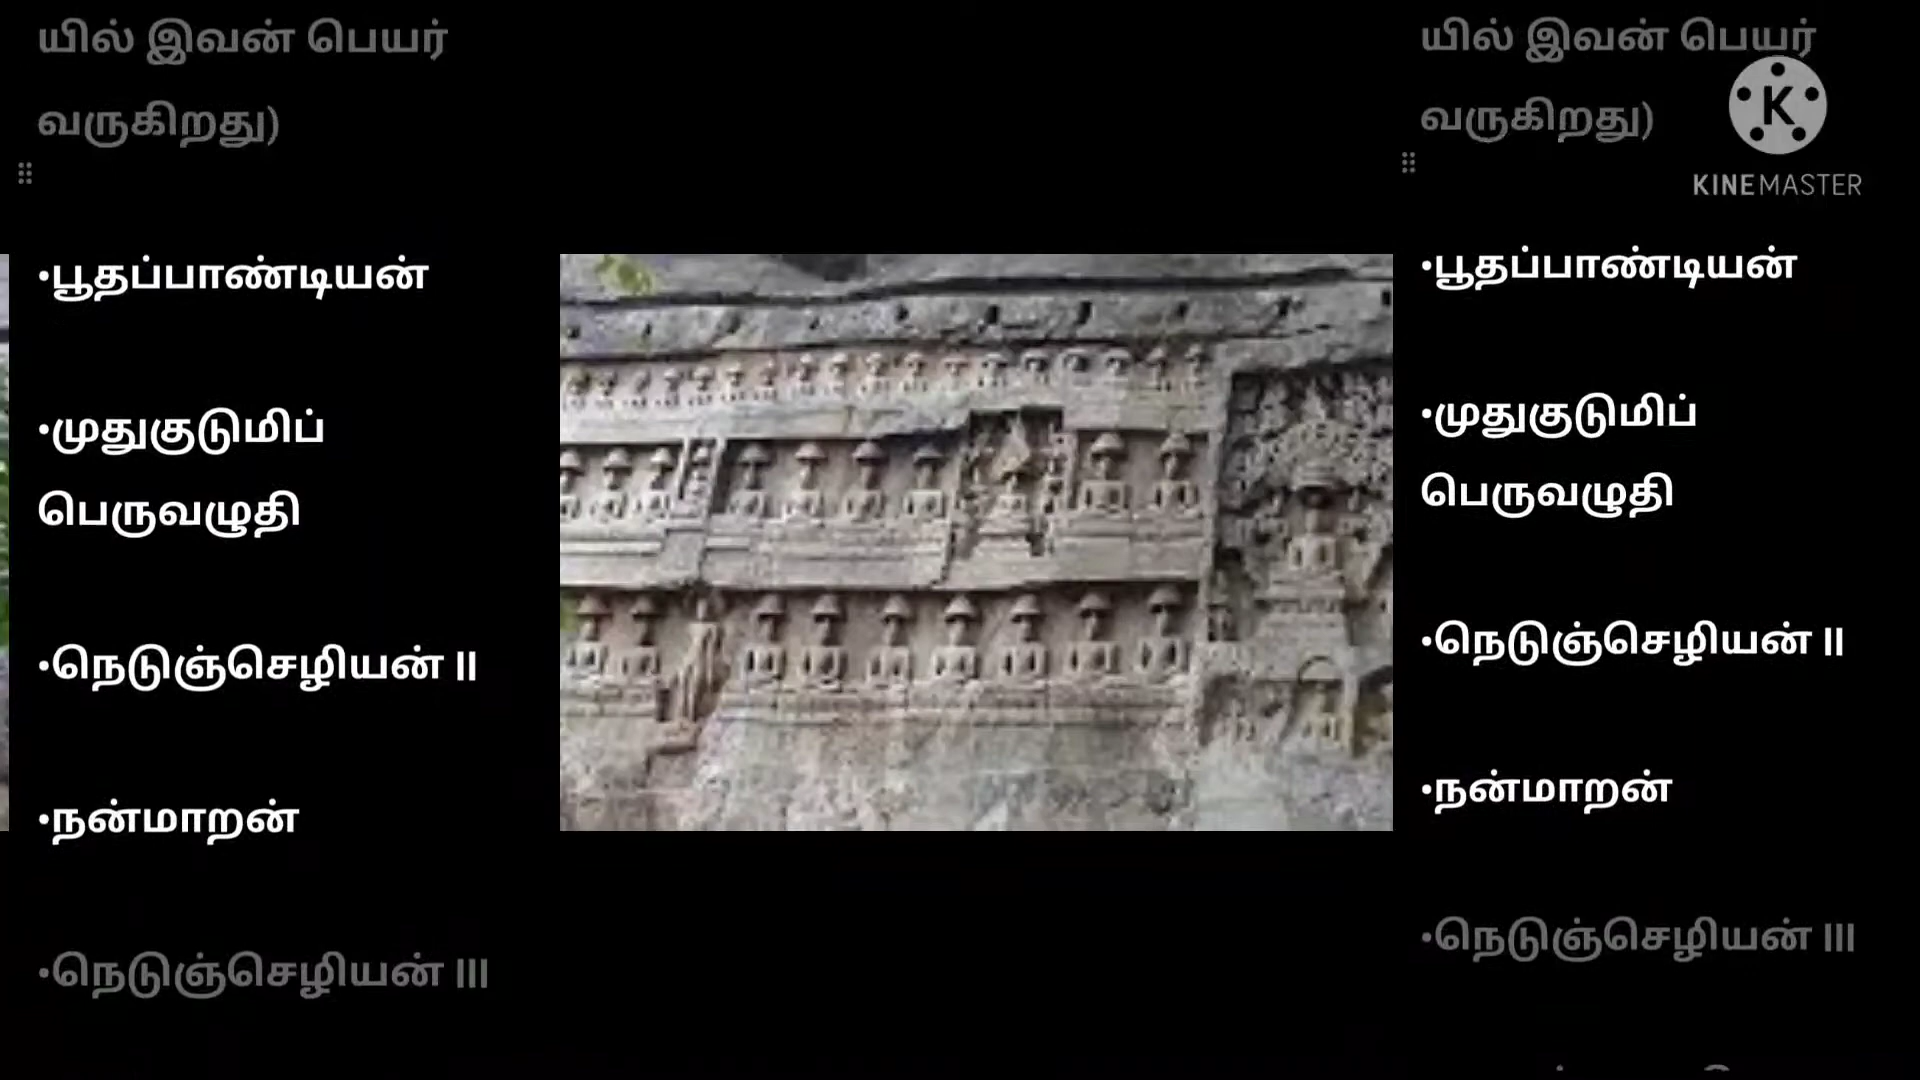 யில் இவன் பெயர்
வருகிறது)
•பூதப்பாண்டியன்
•முதுகுடுமிப்
பெருவழுதி
•நெடுஞ்செழியன் II
•நன்மாறன்
•நெடுஞ்செழியன் III
யில் இவன் பெயர்
வருகிறது)
•பூதப்பாண்டியன்
•முதுகுடுமிப்
பெருவழுதி
•நெடுஞ்செழியன் II
•நன்மாறன்
•நெடுஞ்செழியன் III
K
KINEMASTER